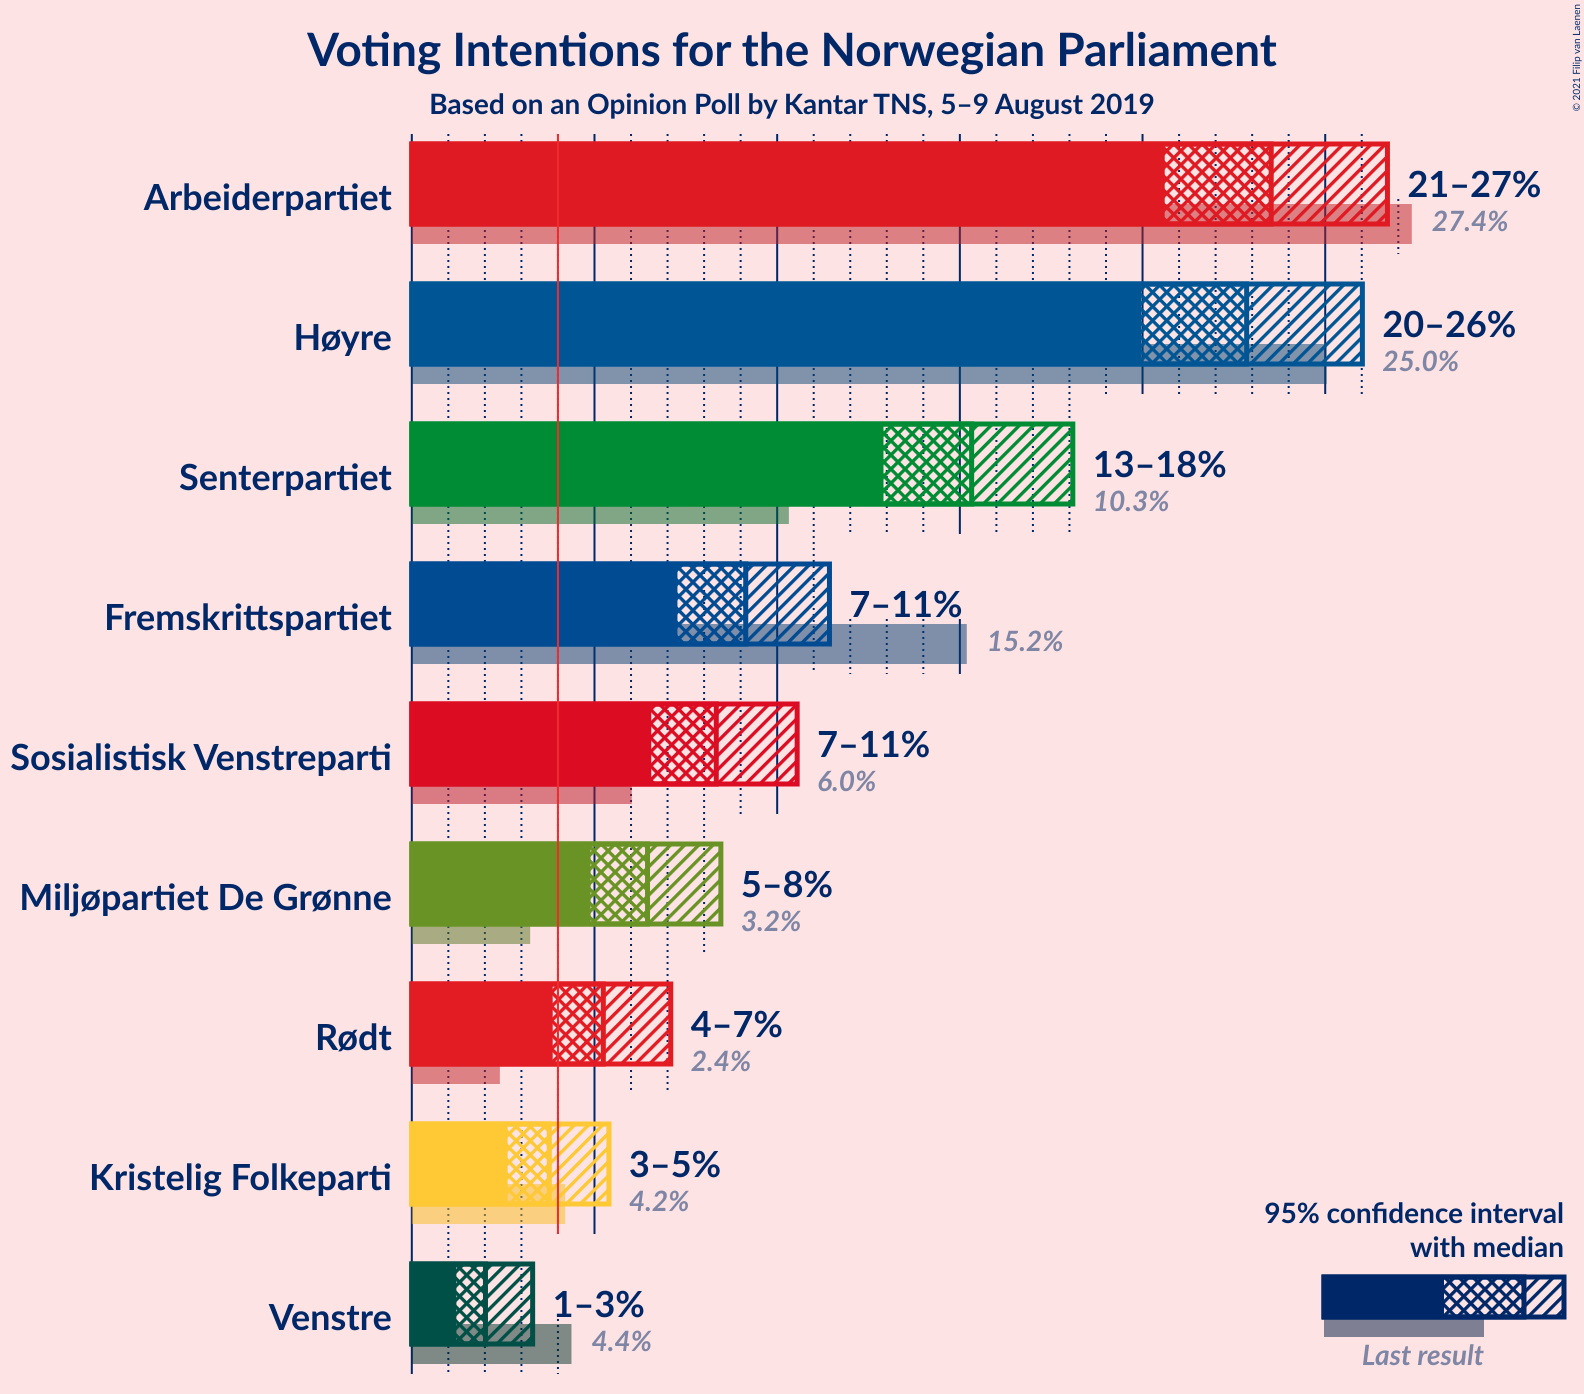 Voting Intentions for the Norwegian Parliament
Based on an Opinion Poll by Kantar TNS, 5–9 August 2019
© 2021 Filip van Laenen
Arbeiderpartiet
21–27%
27.4%
Høyre
20–26%
25.0%
Senterpartiet
13–18%
10.3%
Fremskrittspartiet
7–11%
15.2%
Sosialistisk Venstreparti
7–11%
6.0%
Miljøpartiet De Grønne
5–8%
3.2%
Rødt
4–7%
2.4%
Kristelig Folkeparti
3–5%
4.2%
Venstre
1–3%
4.4%
95% confidence interval
with median
Last result